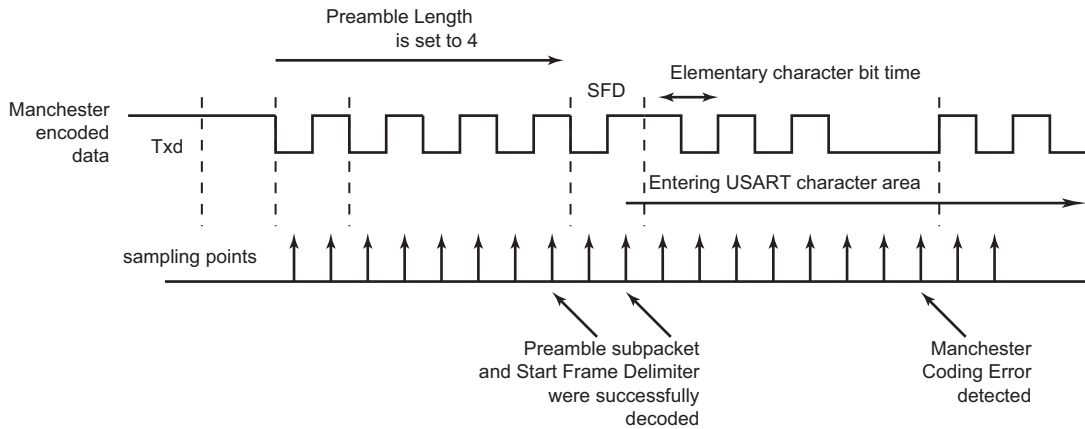 Preamble Length
is set to 4
Elementary character bit time
SFD
Manchester
encoded
data
Txd
Entering USART character area
sampling points
Preamble subpacket
and Start Frame Delimiter
were successfully
decoded
Manchester
Coding Error
detected